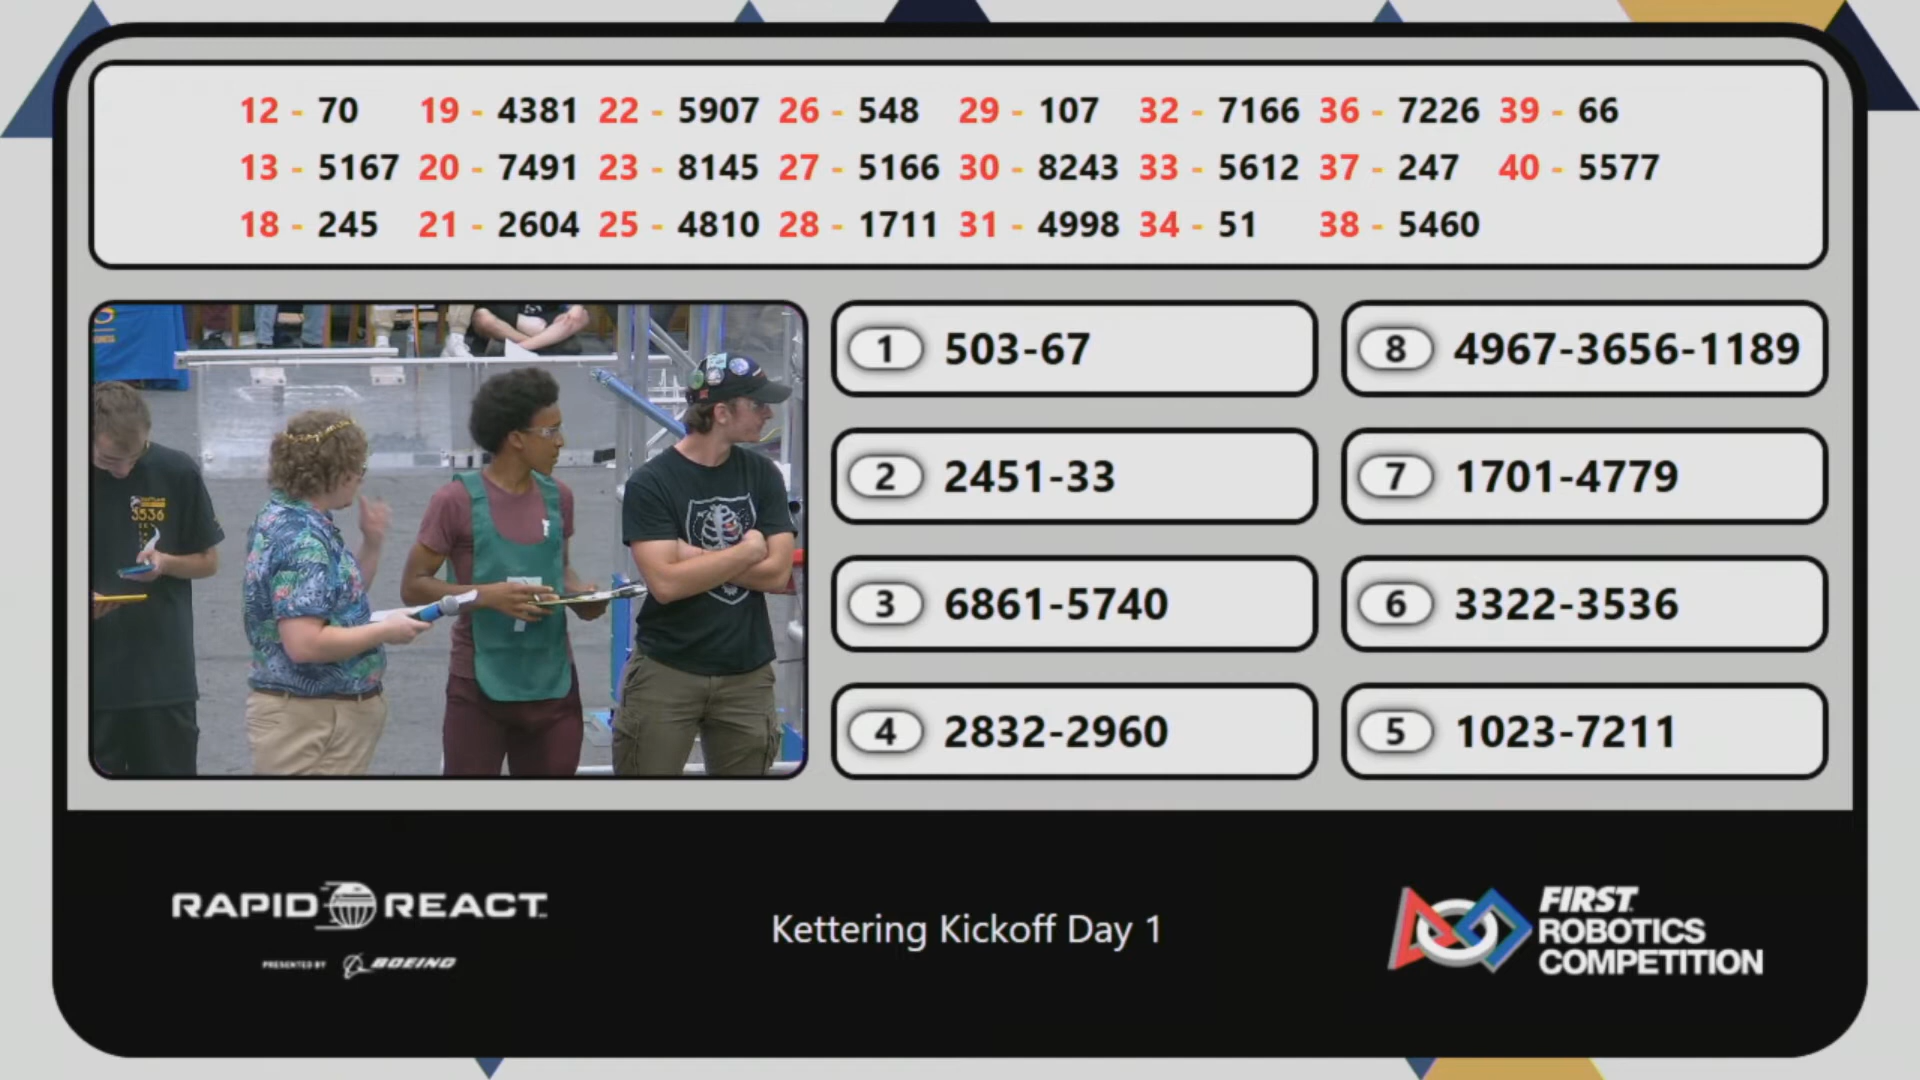 12 - 70 19 - 4381 22 - 5907 26 - 548 29 - 107 32 - 7166 36 - 7226 39 - 66
13 - 5167 20 - 7491 23 - 8145 27 - 5166 30 - 8243 33 - 5612 37 - 247 40 - 5577
18 - 245 21 - 2604 25 - 4810 28 - 1711 31 - 4998 34 - 51 38 - 5460
3536
1 503-67
8 4967-3656-1189
2 2451-33
7 1701-4779
3 6861-5740
6 3322-3536
4 2832-2960
5 1023-7211
RAPID REACT
PRESENTED BY BOEING
Kettering Kickoff Day 1
FIRST
ROBOTICS
COMPETITION